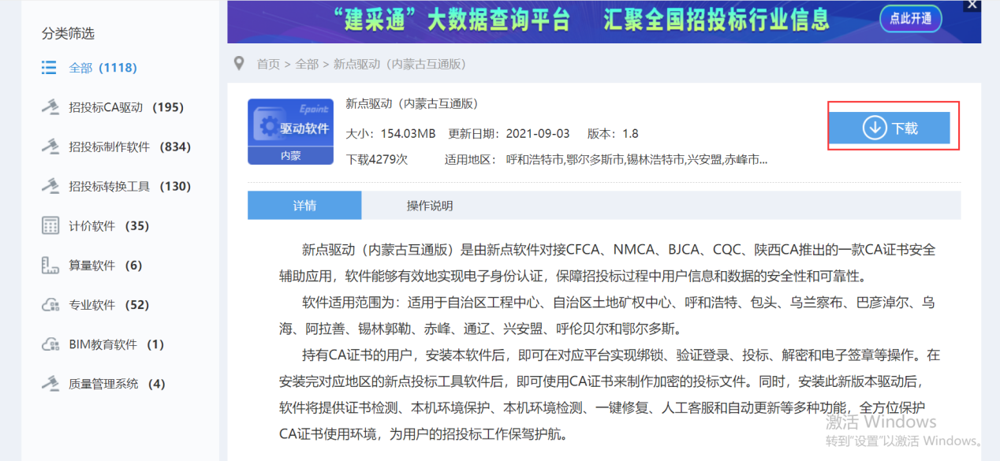 “建采通”大数据查询平台 汇聚全国招投标行业信息 点此开通 X
分类筛选
全部 (1118)
招投标CA驱动 (195)
招投标制作软件 (834)
招投标转换工具 (130)
计价软件 (35)
算量软件 (6)
专业软件 (52)
BIM教育软件 (1)
质量管理系统 (4)
首页 > 全部 > 新点驱动（内蒙古互通版）
Epoint
驱动软件
内蒙
新点驱动（内蒙古互通版）
大小：154.03MB 更新日期：2021-09-03 版本：1.8
下载4279次 适用地区： 呼和浩特市,鄂尔多斯市,锡林浩特市,兴安盟,赤峰市...
下载
详情 操作说明
新点驱动（内蒙古互通版）是由新点软件对接CFCA、NMCA、BJCA、CQC、陕西CA推出的一款CA证书安全
辅助应用，软件能够有效地实现电子身份认证，保障招投标过程中用户信息和数据的安全性和可靠性。
软件适用范围为：适用于自治区工程中心、自治区土地矿权中心、呼和浩特、包头、乌兰察布、巴彦淖尔、乌
海、阿拉善、锡林郭勒、赤峰、通辽、兴安盟、呼伦贝尔和鄂尔多斯。
持有CA证书的用户，安装本软件后，即可在对应平台实现绑锁、验证登录、投标、解密和电子签章等操作。在
安装完对应地区的新点投标工具软件后，即可使用CA证书来制作加密的投标文件。同时，安装此新版本驱动后，
软件将提供证书检测、本机环境保护、本机环境检测、一键修复、人工客服和自动更新等多种功能，全方位保护
CA证书使用环境，为用户的招投标工作保驾护航。
激活 Windows
转到“设置”以激活 Windows。